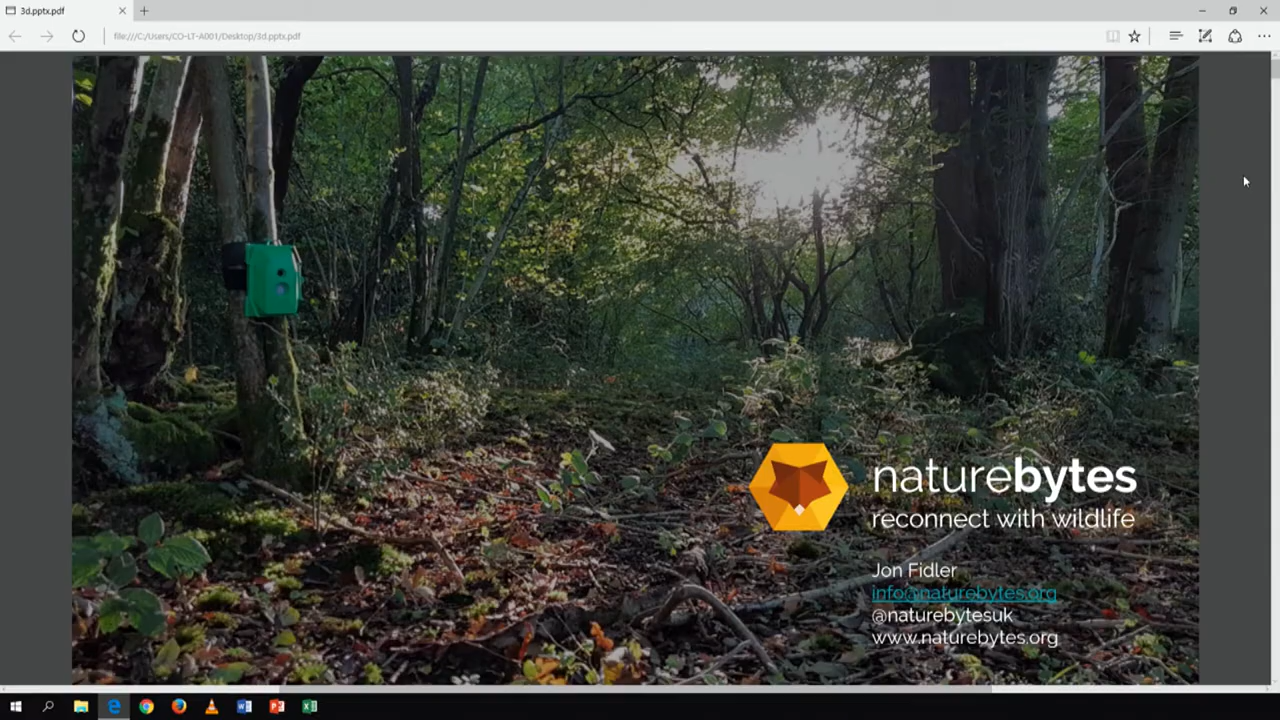 3d.pptx.pdf
file:///C:/Users/CO-LT-A001/Desktop/3d.pptx.pdf
naturebytes
reconnect with wildlife
Jon Fidler
info@naturebytes.org
@naturebytesuk
www.naturebytes.org